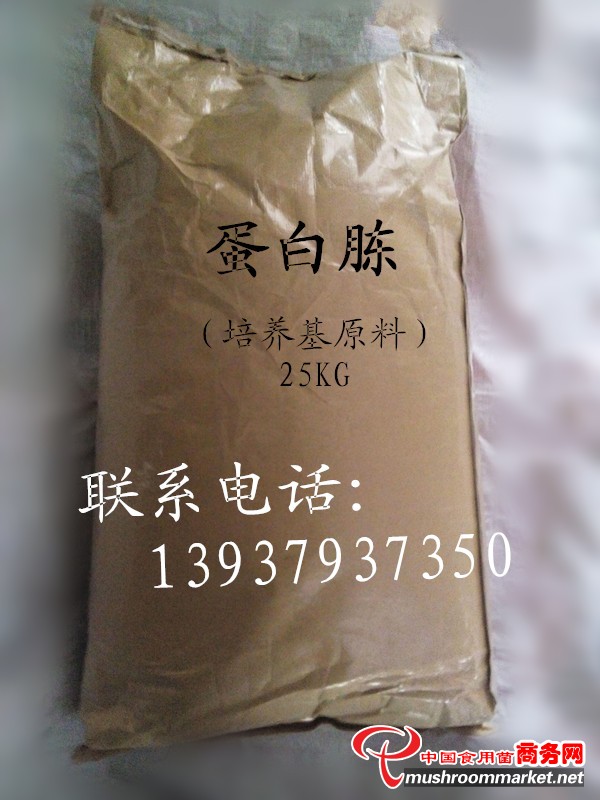 蛋白胨
（培养基原料）
25KG
联系电话:
13937937350
中国食用菌商务网
mushroommarket.net